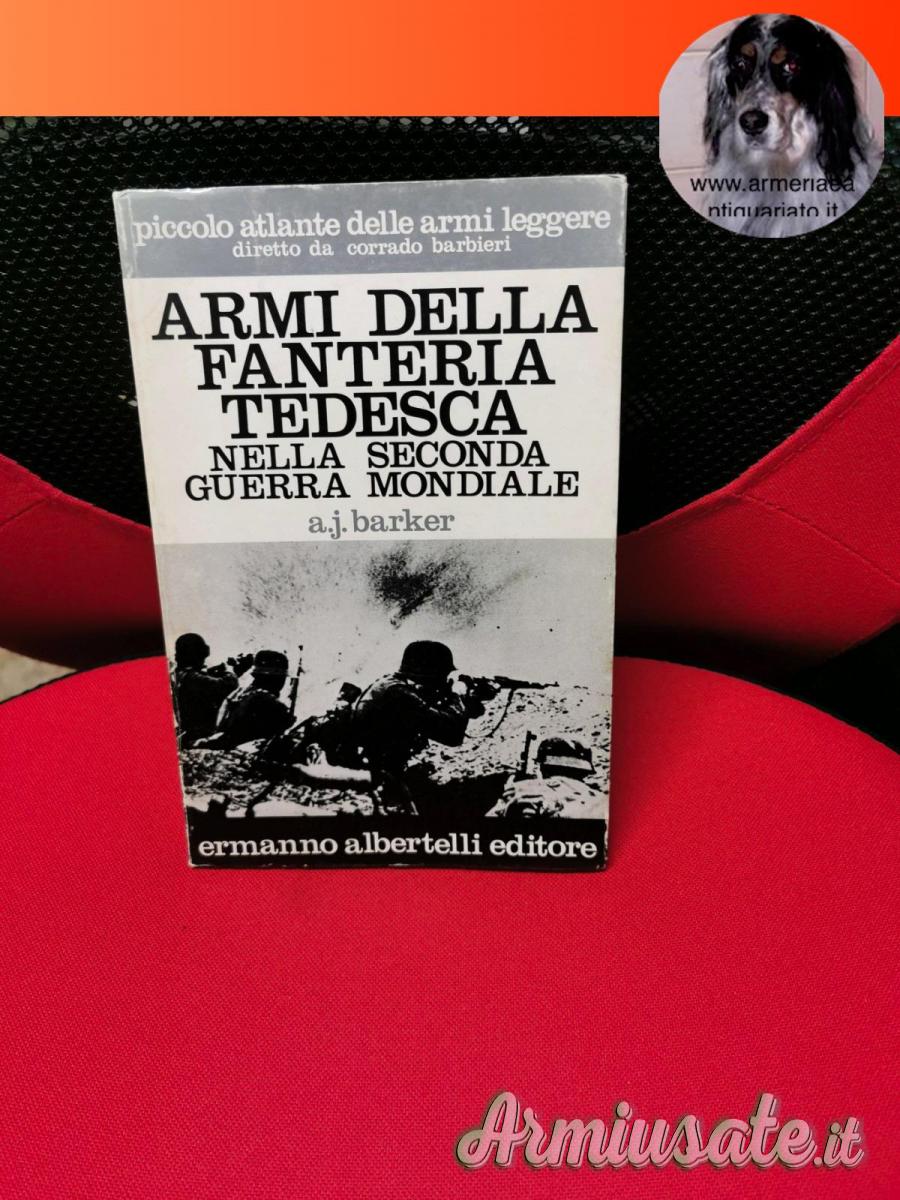 www.armeriaea
ntiquariato.it
piccolo atlante delle armi leggere
diretto da corrado barbieri
ARMI DELLA
FANTERIA
TEDESCA
NELLA SECONDA
GUERRA MONDIALE
a.j. barker
ermanno albertelli editore
Armiusate.it